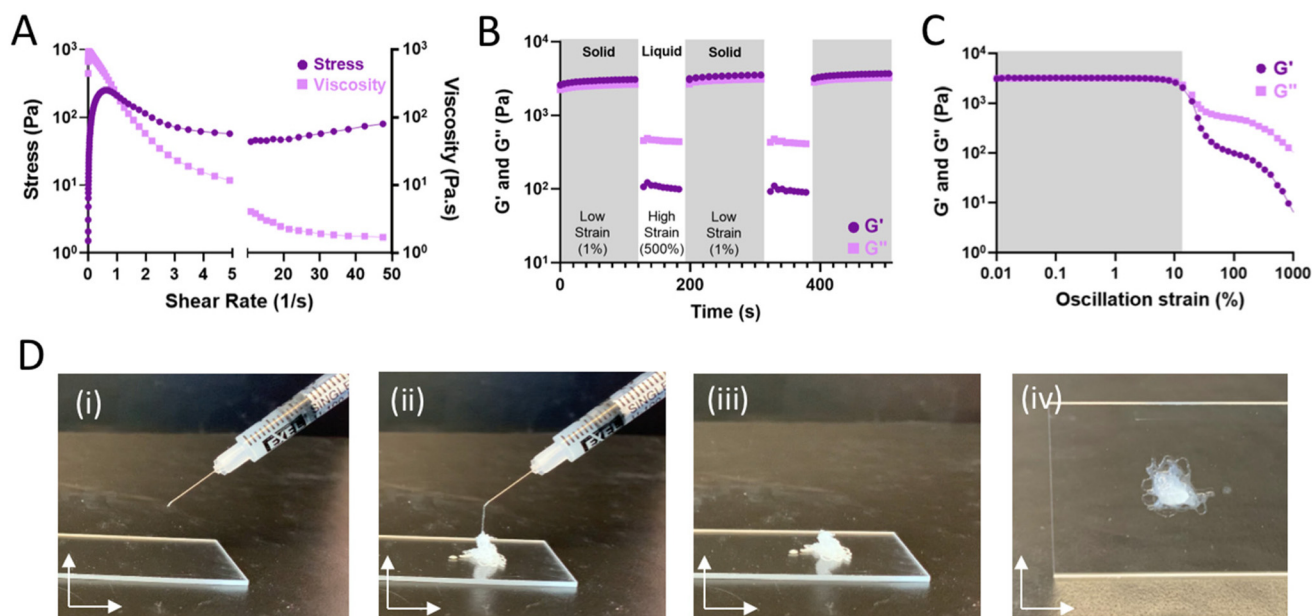 A
Stress (Pa)
10³
10²
10¹
10⁰
Stress
Viscosity
10³
10²
10¹
10⁰
Viscosity (Pa.s)
0 1 2 3 4 5 20 40 50
Shear Rate (1/s)
B
G' and G'' (Pa)
10⁴
10³
10²
10¹
Solid Liquid Solid
Low
Strain
(1%)
High
Strain
(500%)
Low
Strain
(1%)
G'
G''
0 200 400
Time (s)
C
G' and G'' (Pa)
10⁴
10³
10²
10¹
10⁰
G'
G''
0.01 0.1 1 10 100 1000
Oscillation strain (%)
D
(i)
EXEL
(ii)
EXEL
(iii)
(iv)